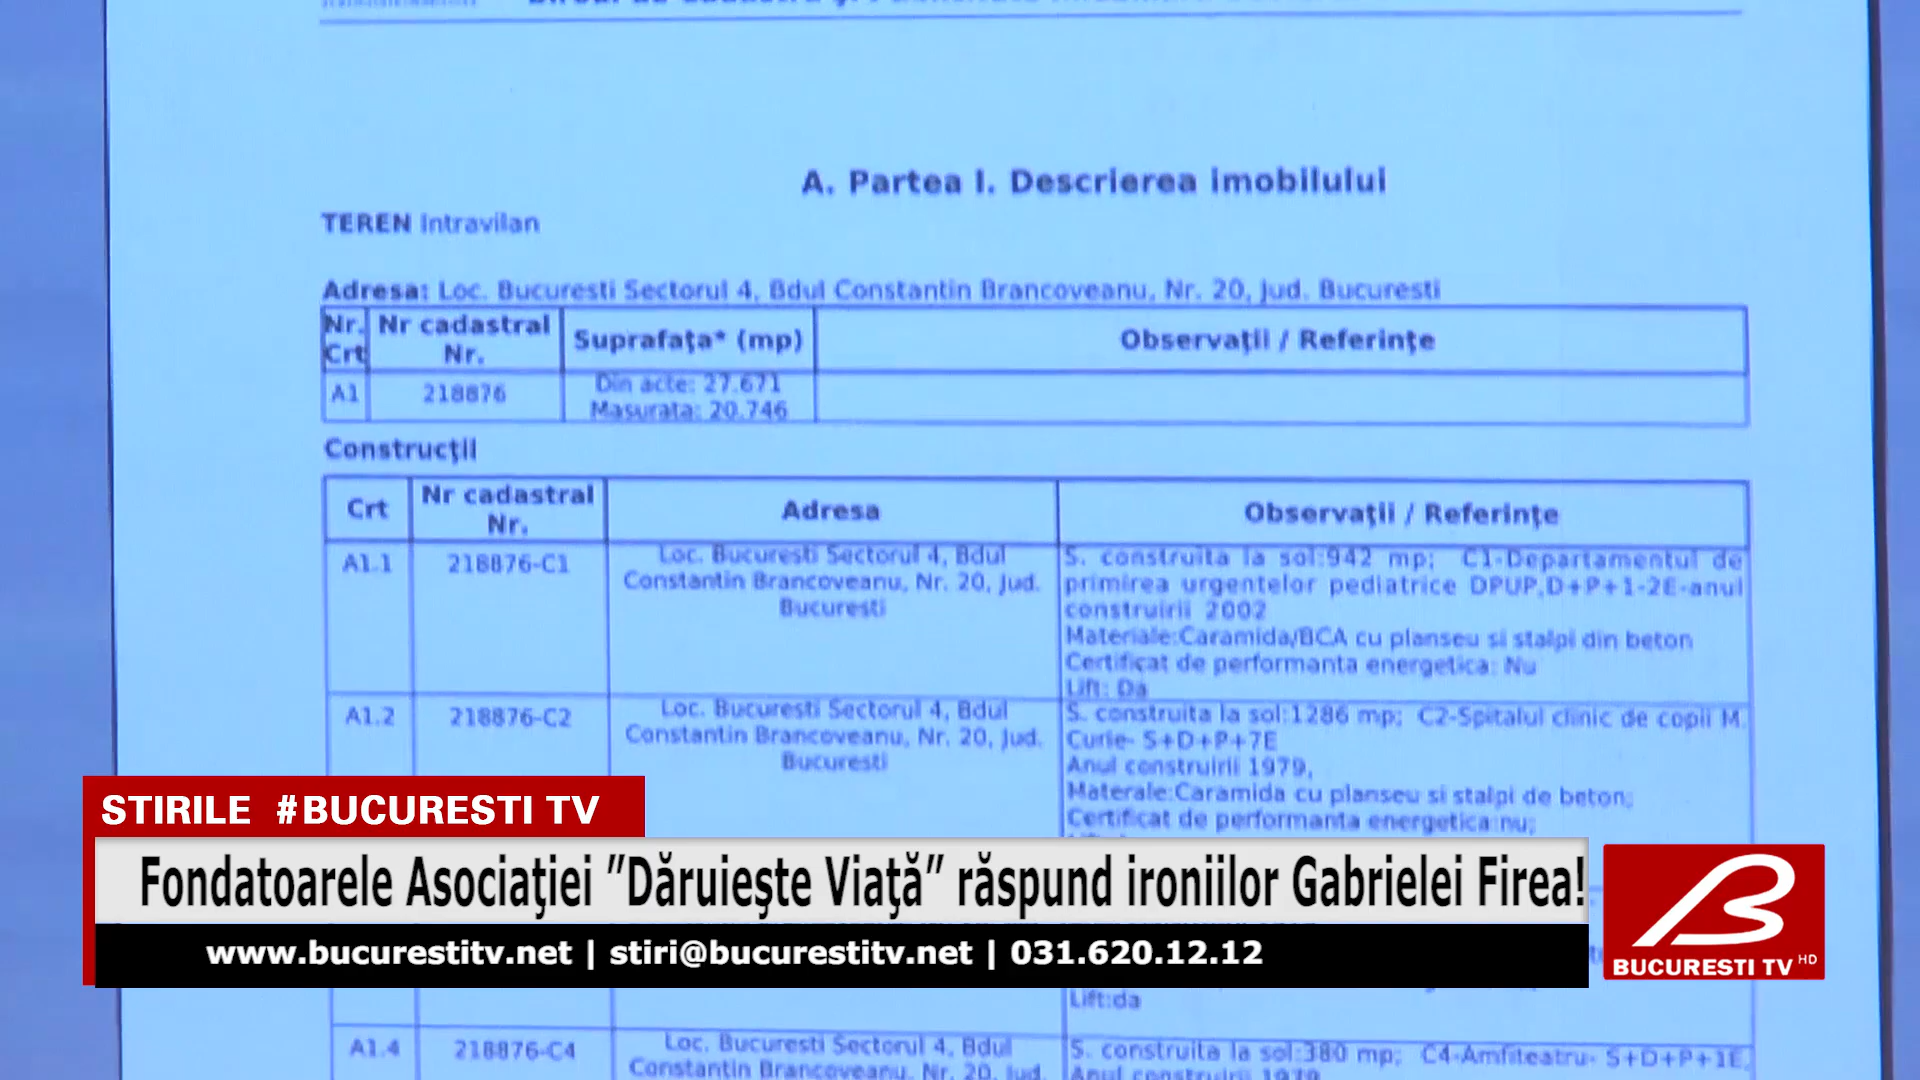 A. Partea I. Descrierea imobilului
TEREN Intravilan
Adresa: Loc. Bucuresti Sectorul 4, Bdul Constantin Brancoveanu, Nr. 20, Jud. Bucuresti
Nr. Crt
Nr cadastral Nr.
Suprafaţa* (mp)
Observaţii / Referinţe
A1
218876
Din acte: 27.671
Masurata: 20.746
Construcţii
Crt
Nr cadastral Nr.
Adresa
Observaţii / Referinţe
A1.1
218876-C1
Loc. Bucuresti Sectorul 4, Bdul
Constantin Brancoveanu, Nr. 20, Jud.
Bucuresti
S. construita la sol:942 mp; C1-Departamentul de
primirea urgentelor pediatrice DPUP,D+P+1-2E-anul
construirii 2002
Materiale:Caramida/BCA cu planseu si stalpi din beton
Certificat de performanta energetica: Nu
Lift: Da
A1.2
218876-C2
Loc. Bucuresti Sectorul 4, Bdul
Constantin Brancoveanu, Nr. 20, Jud.
Bucuresti
S. construita la sol:1286 mp; C2-Spitalul clinic de copii M.
Curie- S+D+P+7E
Anul construirii 1979,
Materale:Caramida cu planseu si stalpi de beton;
Certificat de performanta energetica:nu;
STIRILE #BUCURESTI TV
Fondatoarele Asociaţiei ”Dăruieşte Viaţă” răspund ironiilor Gabrielei Firea!
www.bucurestitv.net | stiri@bucurestitv.net | 031.620.12.12
BUCURESTI TV HD
Lift:da
A1.4
218876-C4
Loc. Bucuresti Sectorul 4, Bdul
Constantin Brancoveanu, Nr. 20, Jud.
S. construita la sol:380 mp; C4-Amfiteatru- S+D+P+1E,
Anul construirii 1979